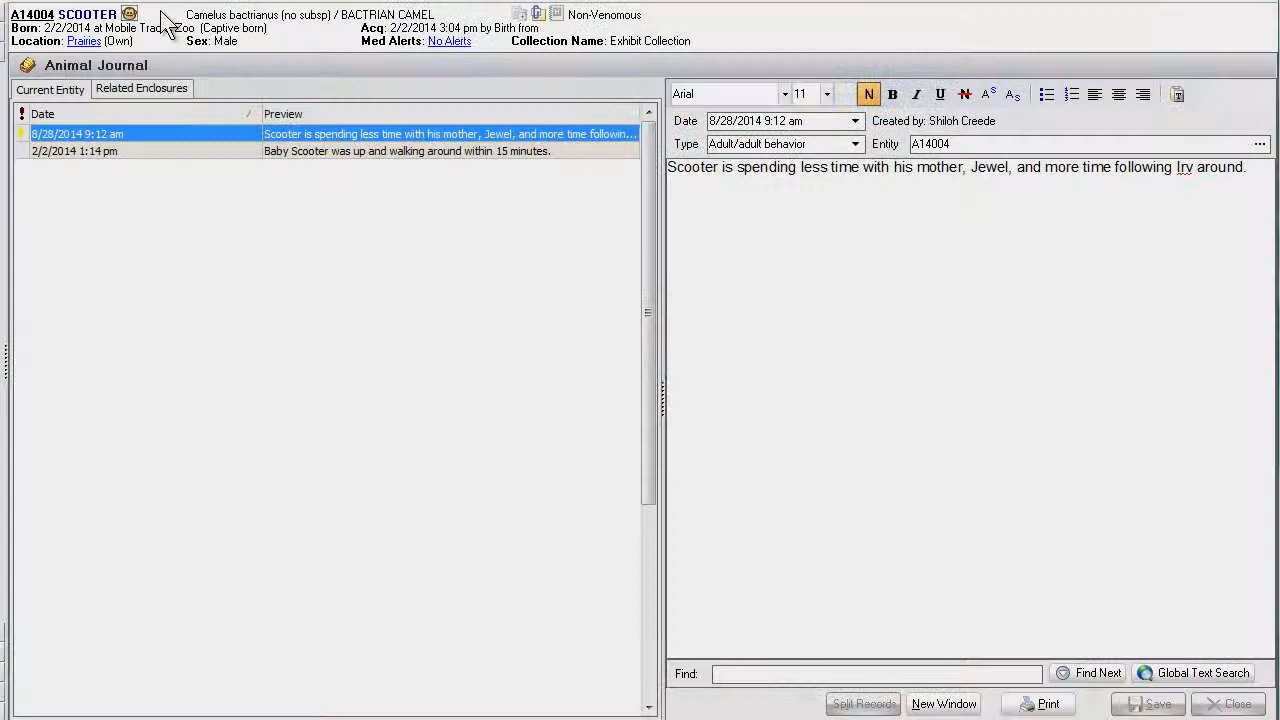 A14004 SCOOTER Camelus bactrianus (no subsp) / BACTRIAN CAMEL Non-Venomous
Born: 2/2/2014 at Mobile Zoo (Captive born) Acq: 2/2/2014 3:04 pm by Birth from
Location: Prairies (Own) Sex: Male Med Alerts: No Alerts Collection Name: Exhibit Collection
Animal Journal
Current Entity Related Enclosures
! Date / Preview
8/28/2014 9:12 am Scooter is spending less time with his mother, Jewel, and more time followin...
2/2/2014 1:14 pm Baby Scooter was up and walking around within 15 minutes.
Arial 11 N B I U N A S A S
Date 8/28/2014 9:12 am Created by: Shiloh Creede
Type Adult/adult behavior Entity A14004 ...
Scooter is spending less time with his mother, Jewel, and more time following Irv around.
Find: Find Next Global Text Search
Split Records New Window Print Save Close